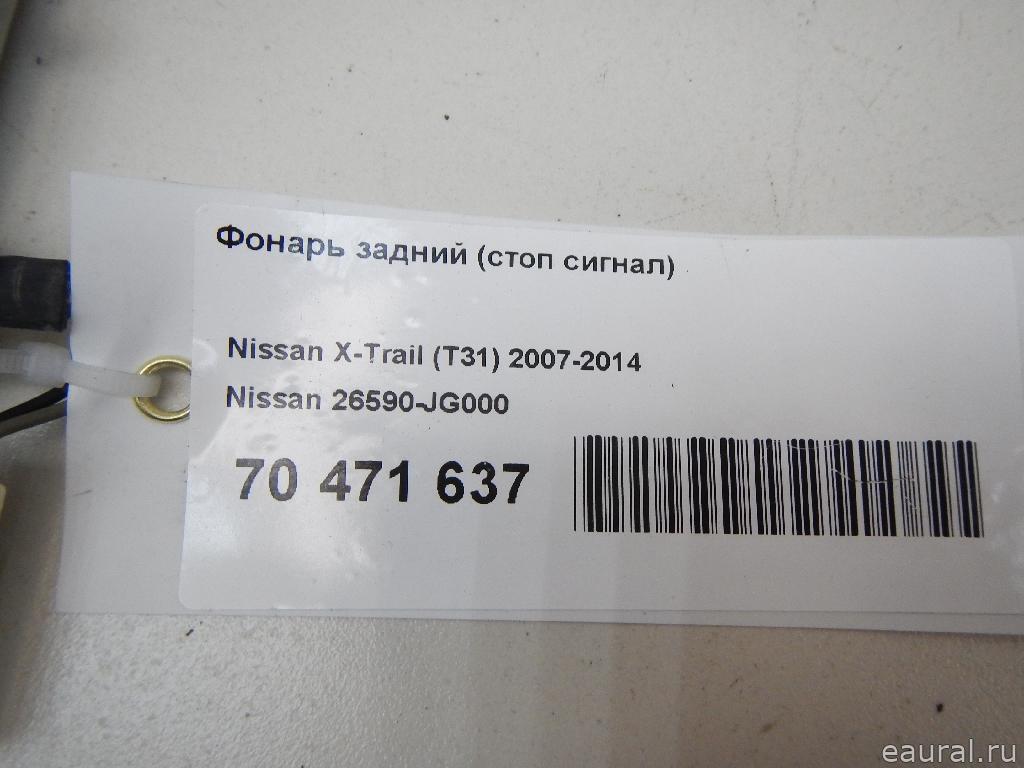 Фонарь задний (стоп сигнал)
Nissan X-Trail (T31) 2007-2014
Nissan 26590-JG000
70 471 637
eaural.ru